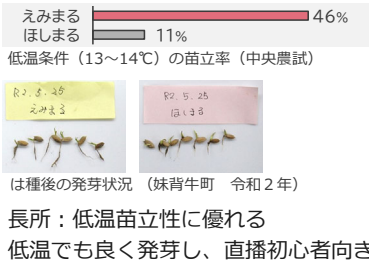 えみまる 46%
ほしまる 11%
低温条件（13～14℃）の苗立率（中央農試）
R2.5.25 R2.5.25
えみまる ほしまる
は種後の発芽状況 （妹背牛町 令和２年）
長所：低温苗立性に優れる
低温でも良く発芽し、直播初心者向き